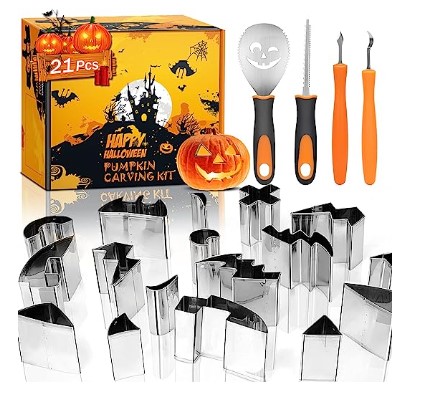 21 Pcs
HAPPY
HALLOWEEN
PUMPKIN
CARVING KIT